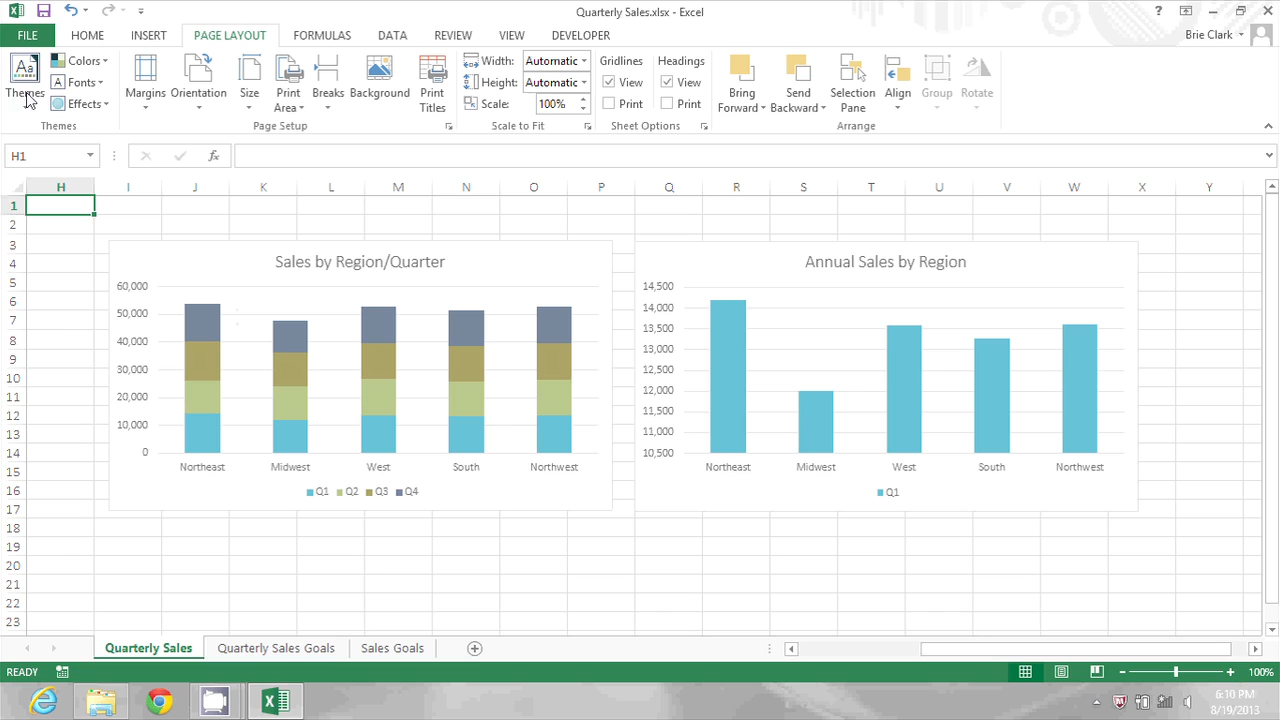 Quarterly Sales.xlsx - Excel
?
FILE HOME INSERT PAGE LAYOUT FORMULAS DATA REVIEW VIEW DEVELOPER Brie Clark
Aa Themes Colors Fonts Effects
Margins Orientation Size Print Area Breaks Background Print Titles
Width: Automatic
Height: Automatic
Scale: 100%
Gridlines Headings
View View
Print Print
Bring Forward Send Backward Selection Pane Align Group Rotate
Themes Page Setup Scale to Fit Sheet Options Arrange
H1 fx
H I J K L M N O P Q R S T U V W X Y
1
2
3
4
5
6
7
8
9
10
11
12
13
14
15
16
17
18
19
20
21
22
23
Sales by Region/Quarter
60,000
50,000
40,000
30,000
20,000
10,000
0
Northeast Midwest West South Northwest
Q1 Q2 Q3 Q4
Annual Sales by Region
14,500
14,000
13,500
13,000
12,500
12,000
11,500
11,000
10,500
Northeast Midwest West South Northwest
Q1
Quarterly Sales Quarterly Sales Goals Sales Goals
READY 100%
6:10 PM
8/19/2013